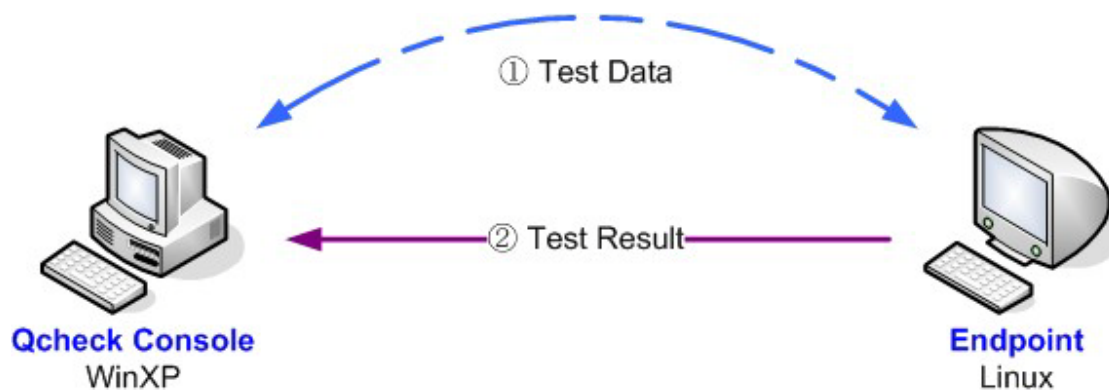 ① Test Data
② Test Result
Qcheck Console
WinXP
Endpoint
Linux